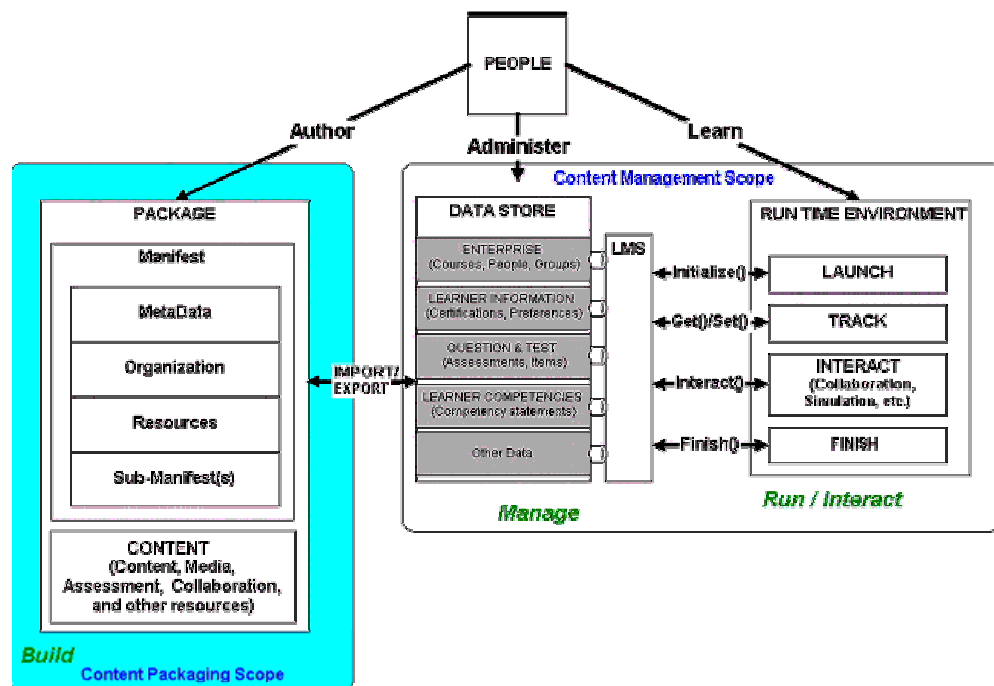 PEOPLE
Author
Administer
Learn
Content Management Scope
PACKAGE
Manifest
MetaData
Organization
Resources
Sub-Manifest(s)
CONTENT
(Content, Media,
Assessment, Collaboration,
and other resources)
Build
Content Packaging Scope
IMPORT/
EXPORT
DATA STORE
ENTERPRISE
(Courses, People, Groups)
LEARNER INFORMATION
(Certifications, Preferences)
QUESTION & TEST
(Assessments, Items)
LEARNER COMPETENCIES
(Competency statements)
Other Data
LMS
Manage
Initialize()
Get()/Set()
Interact()
Finish()
RUN TIME ENVIRONMENT
LAUNCH
TRACK
INTERACT
(Collaboration,
Simulation, etc.)
FINISH
Run / Interact